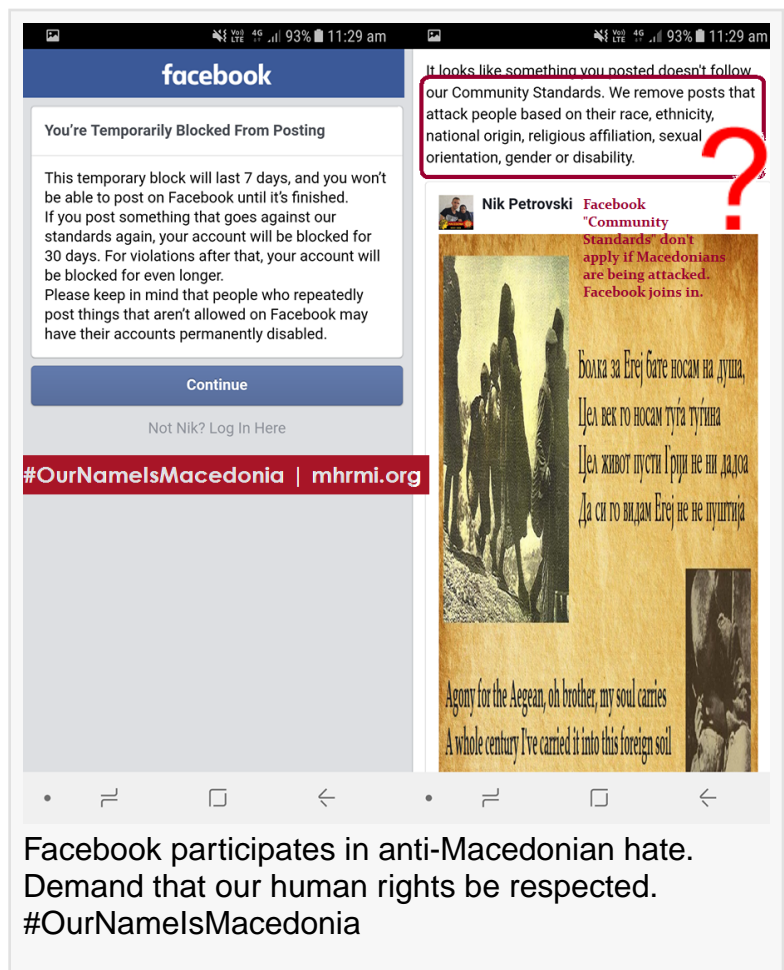 93% 11:29 am
facebook
You're Temporarily Blocked From Posting
This temporary block will last 7 days, and you won't
be able to post on Facebook until it's finished.
If you post something that goes against our
standards again, your account will be blocked for
30 days. For violations after that, your account will
be blocked for even longer.
Please keep in mind that people who repeatedly
post things that aren't allowed on Facebook may
have their accounts permanently disabled.
Continue
Not Nik? Log In Here
#OurNameIsMacedonia | mhrmi.org
VoLTE 4G 93% 11:29 am
It looks like something you posted doesn't follow
our Community Standards. We remove posts that
attack people based on their race, ethnicity,
national origin, religious affiliation, sexual
orientation, gender or disability.
?
Nik Petrovski
Facebook
"Community
Standards" don't
apply if Macedonians
are being attacked.
Facebook joins in.
Болка за Егеј бате носам на душа,
Цел век го носам туѓа туѓина
Цел живот пусти Грци не ни дадоа
Да си го видам Егеј не не пуштија
Agony for the Aegean, oh brother, my soul carries
A whole century I've carried it into this foreign soil
Facebook participates in anti-Macedonian hate.
Demand that our human rights be respected.
#OurNameIsMacedonia